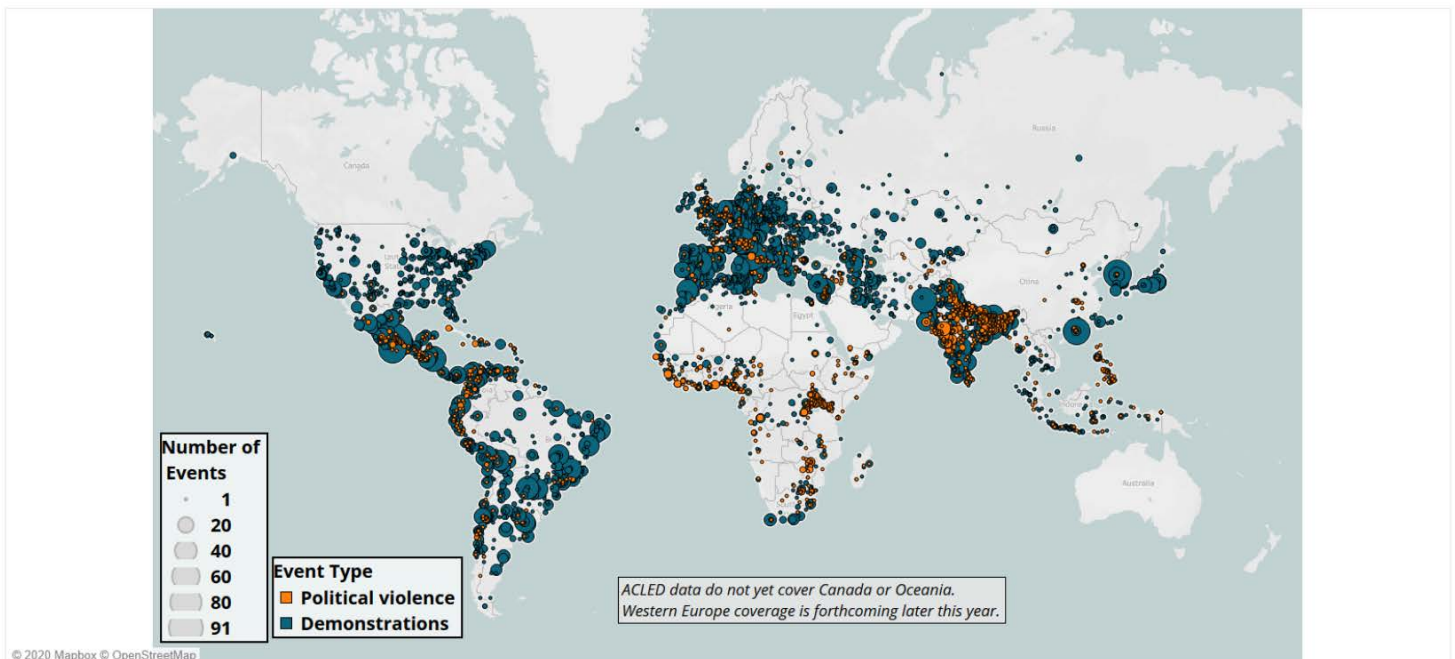 Canada
Russia
China
Egypt
Australia
Number of
Events
1
20
40
60
80
91
Event Type
Political violence
Demonstrations
ACLED data do not yet cover Canada or Oceania.
Western Europe coverage is forthcoming later this year.
© 2020 Mapbox © OpenStreetMap